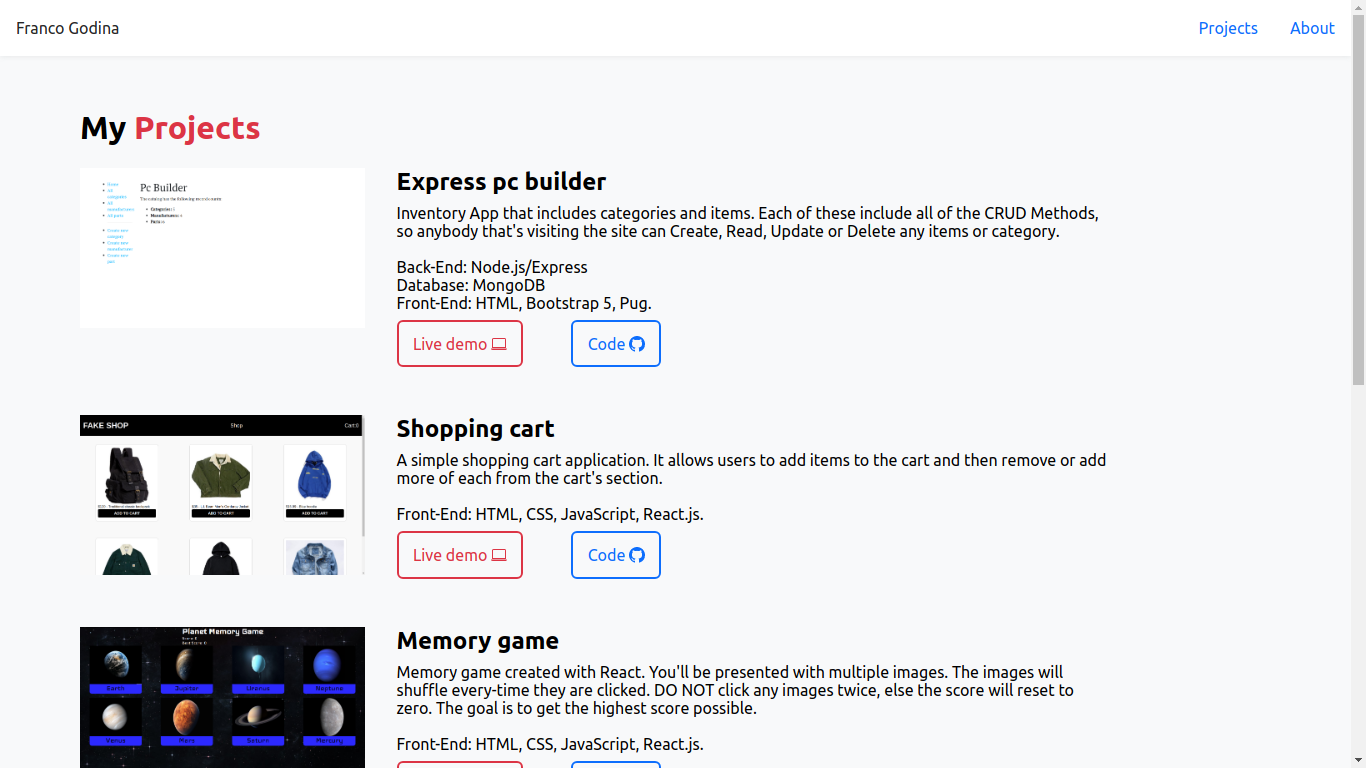 Franco Godina
Projects
About
My Projects
Pc Builder
Express pc builder
Inventory App that includes categories and items. Each of these include all of the CRUD Methods,
so anybody that's visiting the site can Create, Read, Update or Delete any items or category.
Back-End: Node.js/Express
Database: MongoDB
Front-End: HTML, Bootstrap 5, Pug.
Live demo
Code
FAKE SHOP
Shop
Cart:0
ADD TO CART
ADD TO CART
ADD TO CART
Shopping cart
A simple shopping cart application. It allows users to add items to the cart and then remove or add
more of each from the cart's section.
Front-End: HTML, CSS, JavaScript, React.js.
Live demo
Code
Planet Memory Game
Earth
Jupiter
Uranus
Neptune
Venus
Mars
Saturn
Mercury
Memory game
Memory game created with React. You'll be presented with multiple images. The images will
shuffle every-time they are clicked. DO NOT click any images twice, else the score will reset to
zero. The goal is to get the highest score possible.
Front-End: HTML, CSS, JavaScript, React.js.